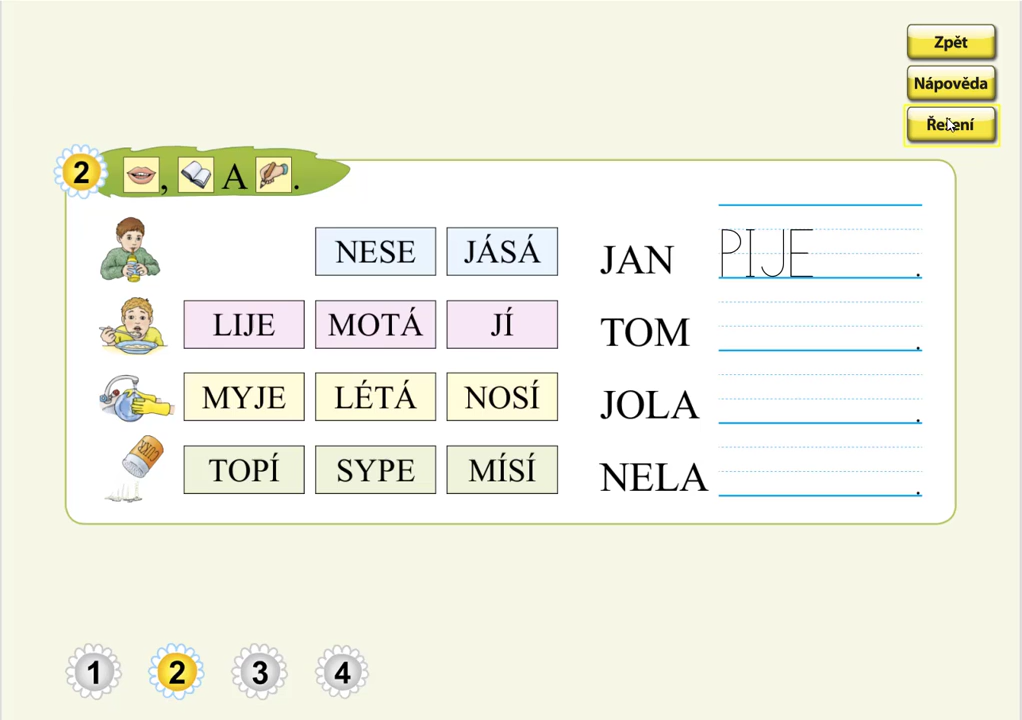 Zpět
Nápověda
Řešení
2 , A .
NESE JÁSÁ JAN PIJE .
LIJE MOTÁ JÍ TOM .
MYJE LÉTÁ NOSÍ JOLA .
TOPÍ SYPE MÍSÍ NELA .
1 2 3 4